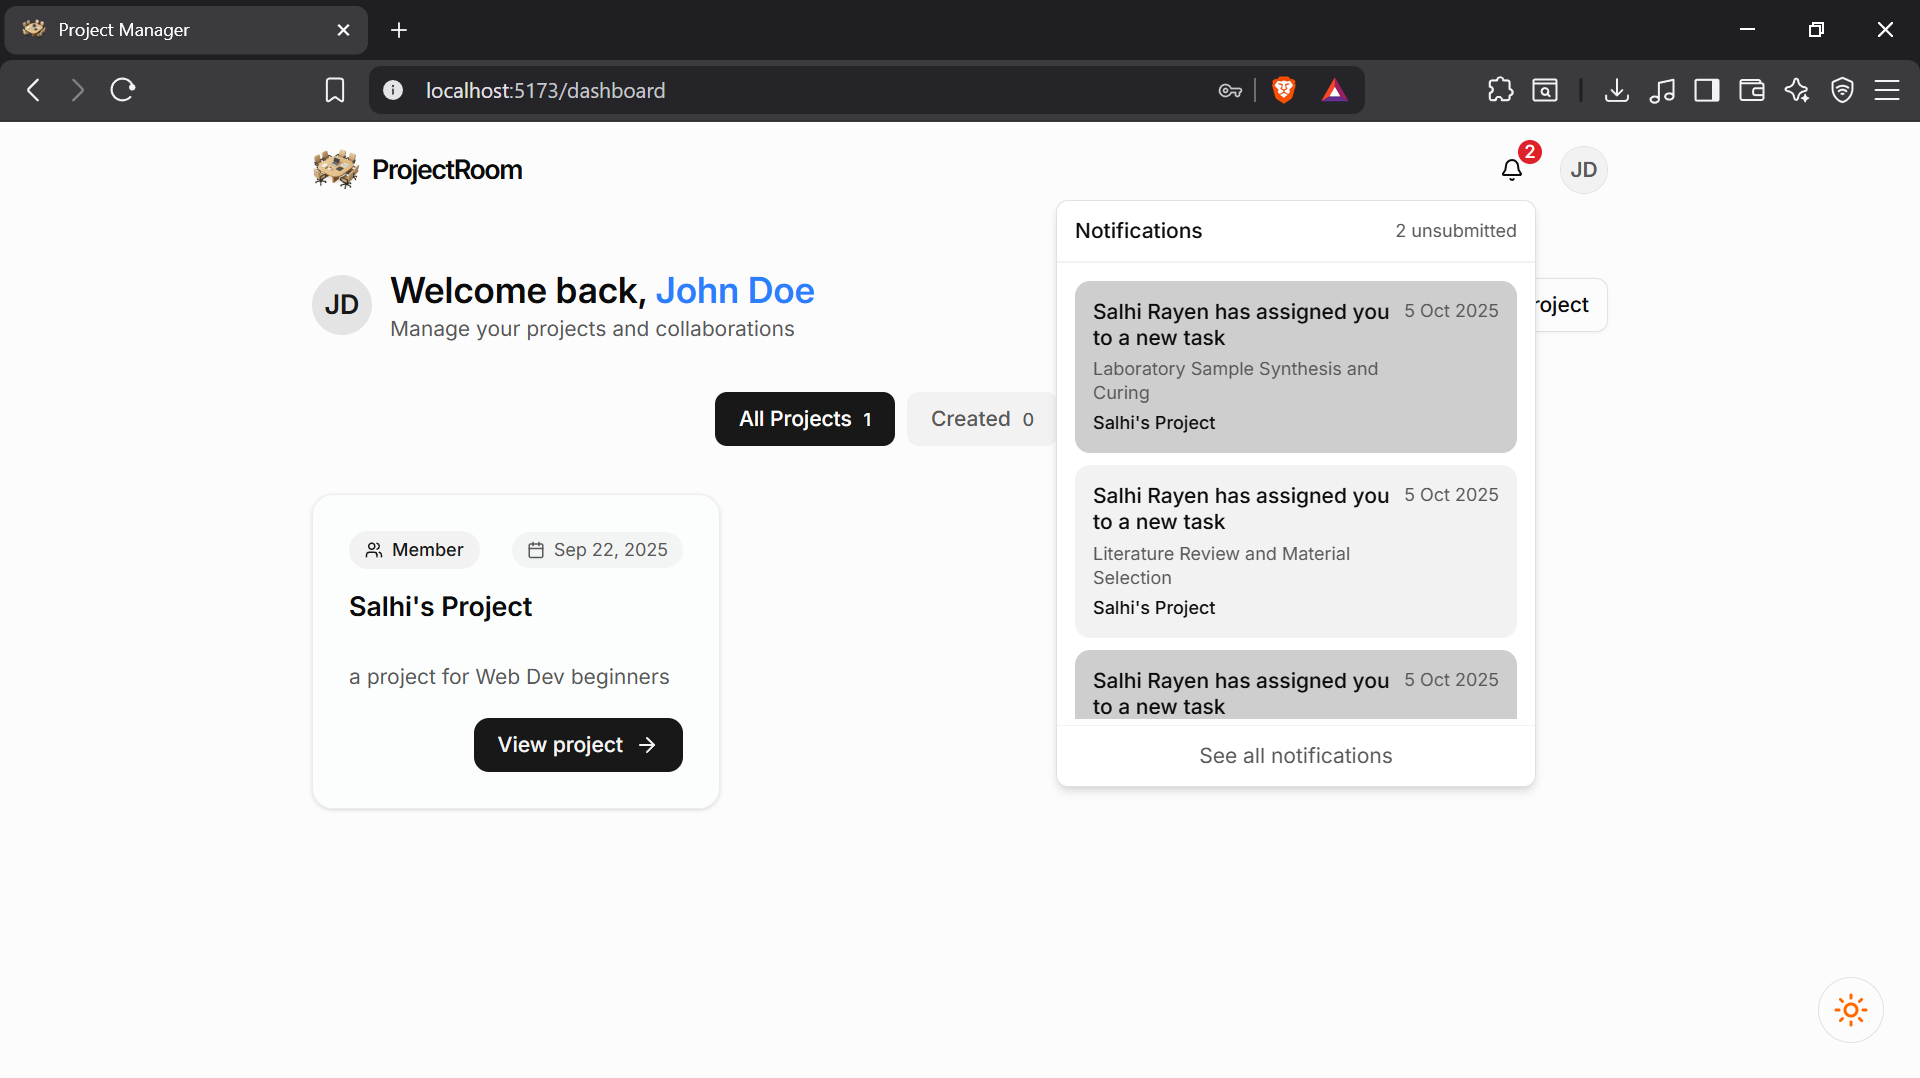 Project Manager
localhost:5173/dashboard
ProjectRoom
2
JD
Notifications
2 unsubmitted
JD
Welcome back, John Doe
Manage your projects and collaborations
roject
Salhi Rayen has assigned you
to a new task
5 Oct 2025
Laboratory Sample Synthesis and
Curing
Salhi's Project
All Projects 1
Created 0
Salhi Rayen has assigned you
to a new task
5 Oct 2025
Literature Review and Material
Selection
Salhi's Project
Salhi Rayen has assigned you
to a new task
5 Oct 2025
See all notifications
Member
Sep 22, 2025
Salhi's Project
a project for Web Dev beginners
View project